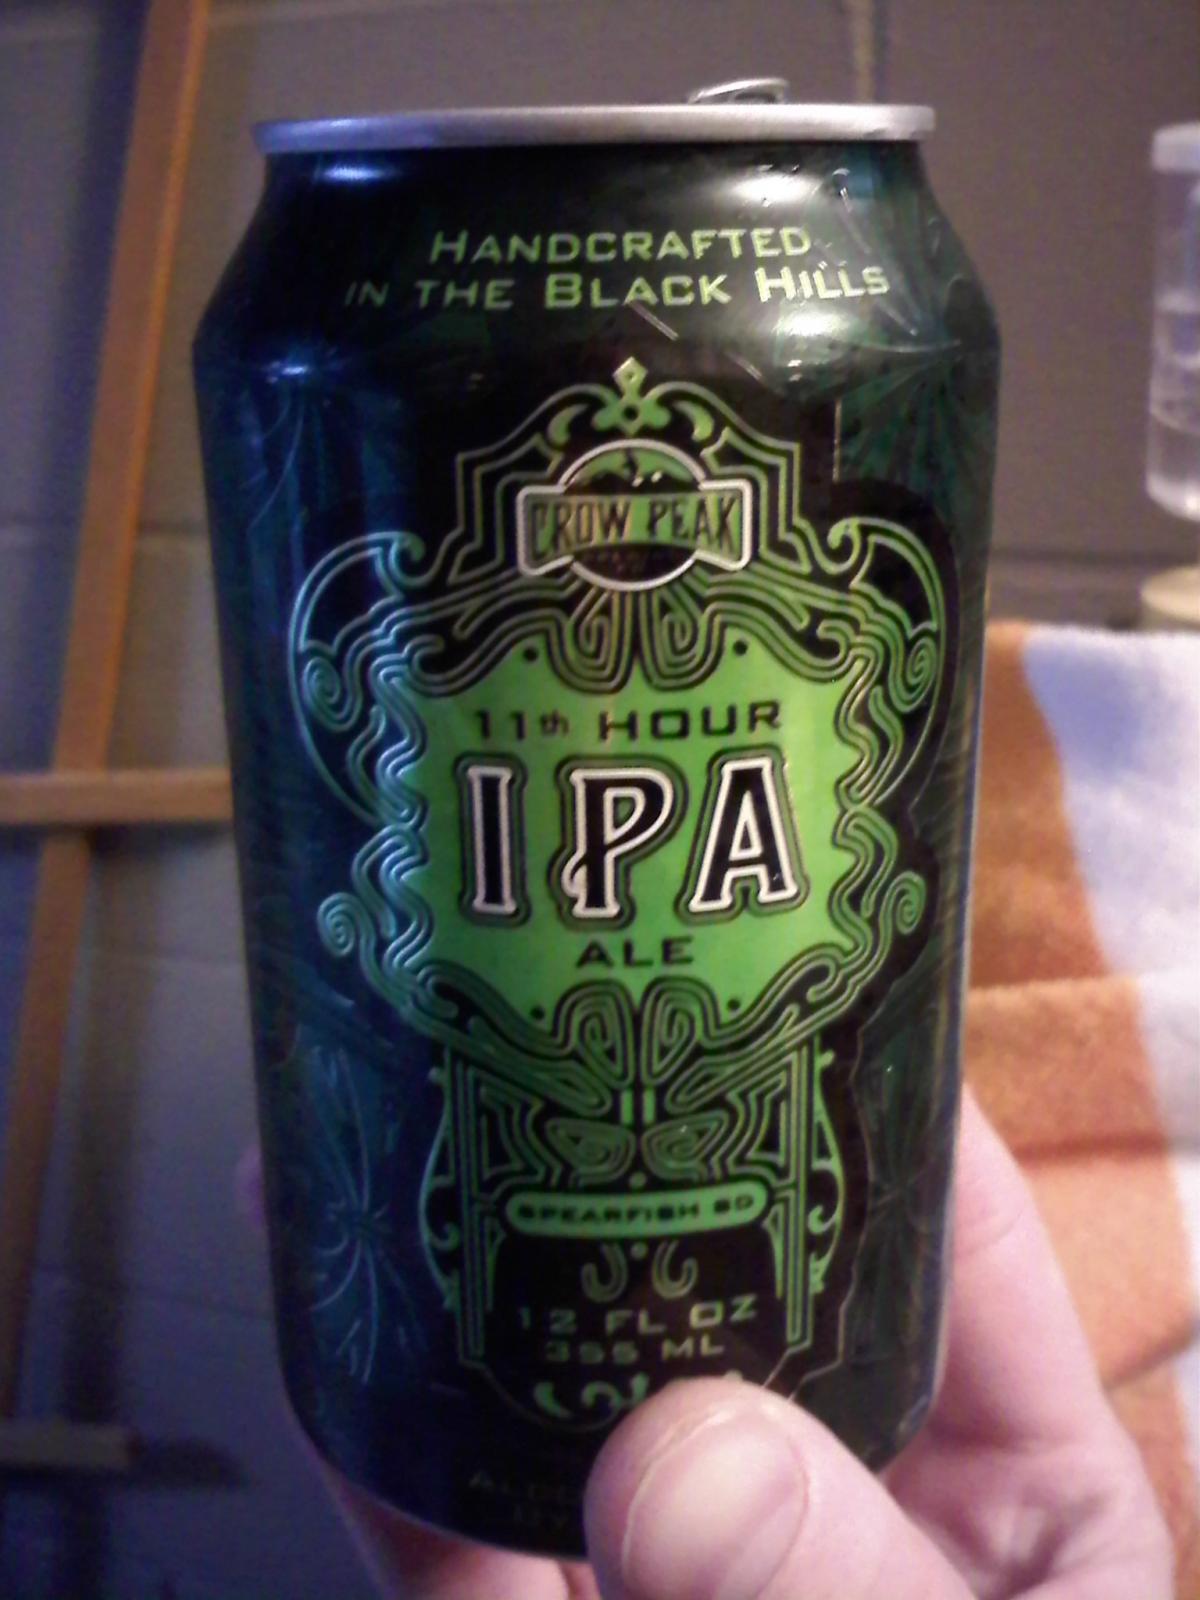 HANDCRAFTED
IN THE BLACK HILLS
CROW PEAK
11th HOUR
IPA
ALE
SPEARFISH SD
12 FL OZ
355 ML